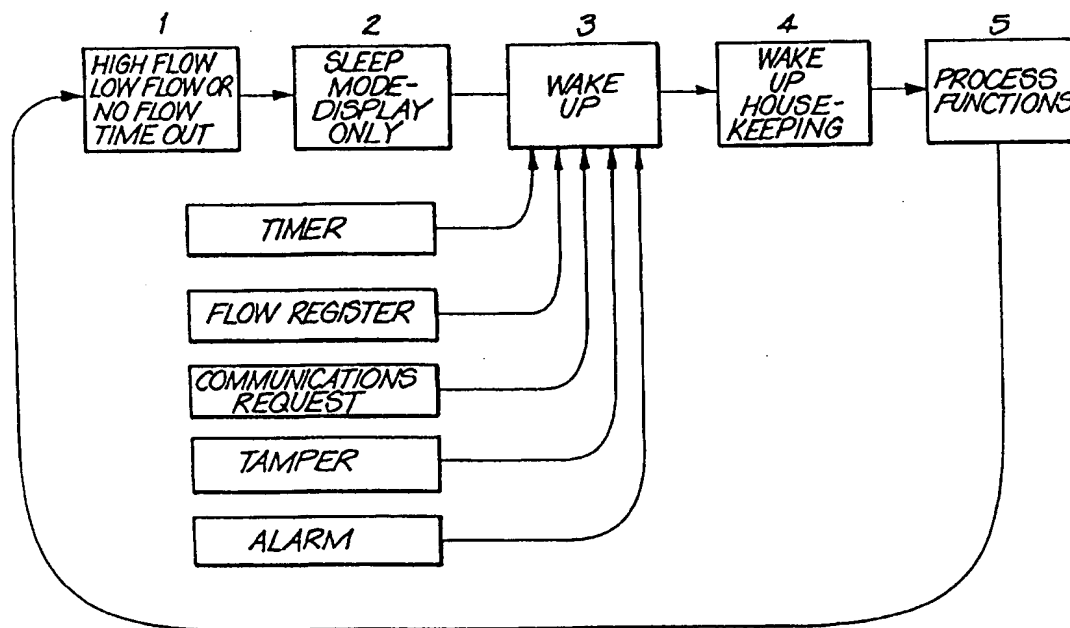 1 2 3 4 5
HIGH FLOW
LOW FLOW OR
NO FLOW
TIME OUT
SLEEP
MODE-
DISPLAY
ONLY
WAKE
UP
WAKE
UP
HOUSE-
KEEPING
PROCESS
FUNCTIONS
TIMER
FLOW REGISTER
COMMUNICATIONS
REQUEST
TAMPER
ALARM